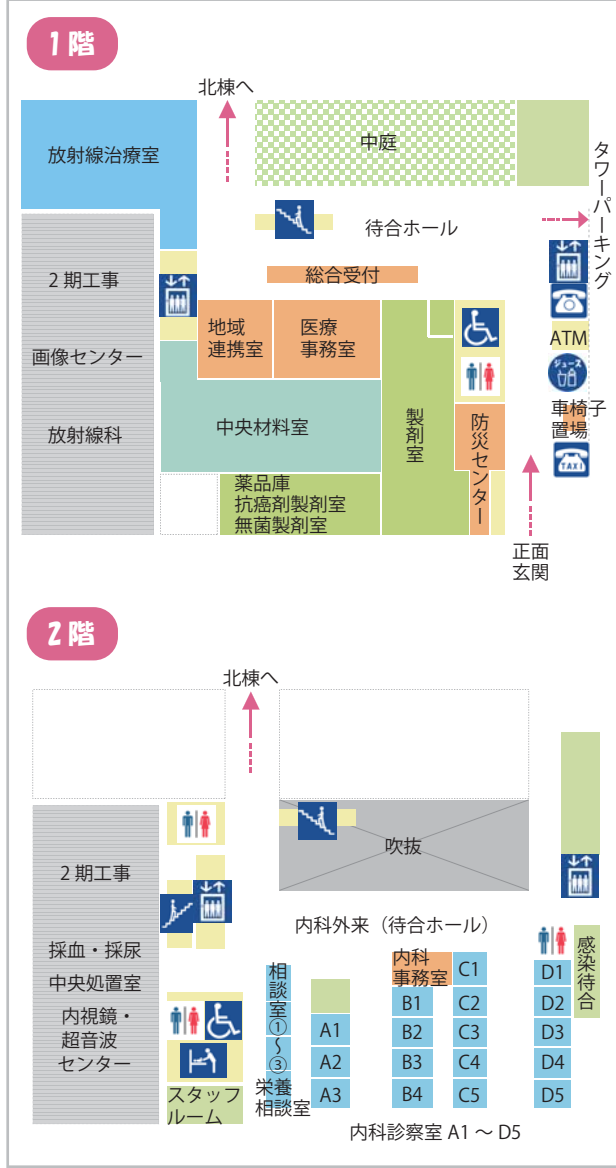 1階
北棟へ
放射線治療室
中庭
タワーパーキング
待合ホール
2期工事
総合受付
地域
連携室
医療
事務室
ATM
ジュース
画像センター
車椅子
置場
放射線科
中央材料室
製剤室
防災センター
TAXI
薬品庫
抗癌剤製剤室
無菌製剤室
正面
玄関
2階
北棟へ
吹抜
2期工事
内科外来（待合ホール）
採血・採尿
中央処置室
内視鏡・
超音波
センター
相談室①～③
栄養
相談室
スタッフ
ルーム
A1
A2
A3
内科
事務室
B1
B2
B3
B4
C1
C2
C3
C4
C5
D1
D2
D3
D4
D5
感染待合
内科診察室 A1 ～ D5